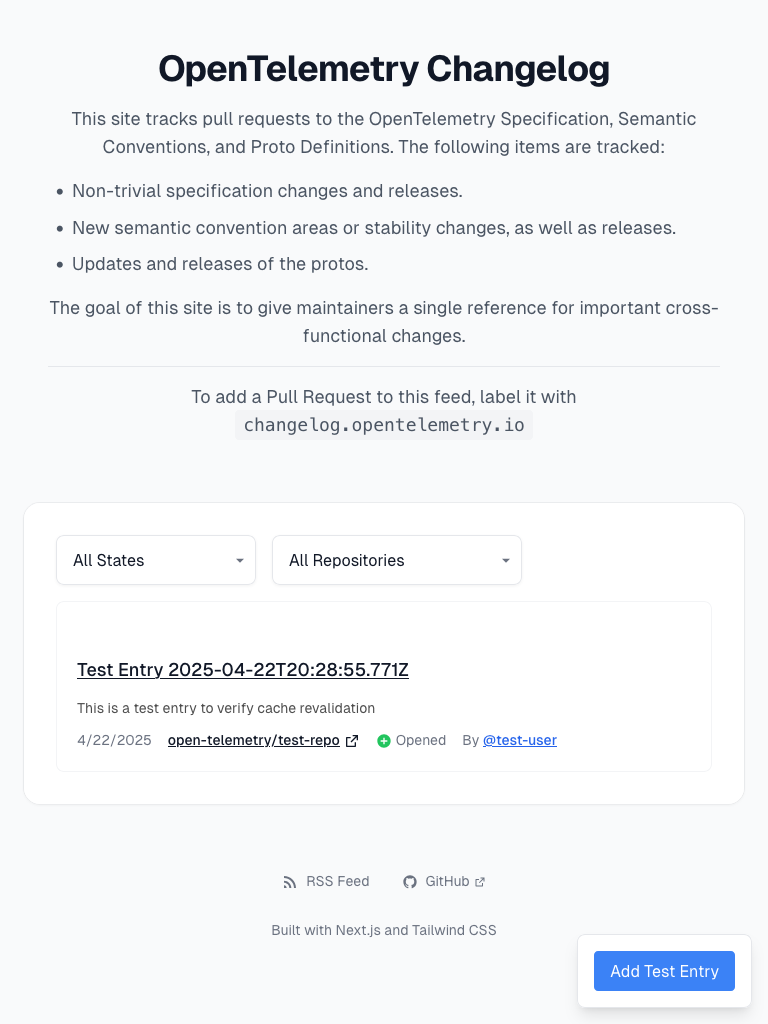 OpenTelemetry Changelog
This site tracks pull requests to the OpenTelemetry Specification, Semantic
Conventions, and Proto Definitions. The following items are tracked:
• Non-trivial specification changes and releases.
• New semantic convention areas or stability changes, as well as releases.
• Updates and releases of the protos.
The goal of this site is to give maintainers a single reference for important cross-
functional changes.
To add a Pull Request to this feed, label it with
changelog.opentelemetry.io
All States All Repositories
Test Entry 2025-04-22T20:28:55.771Z
This is a test entry to verify cache revalidation
4/22/2025 open-telemetry/test-repo Opened By @test-user
RSS Feed GitHub
Built with Next.js and Tailwind CSS
Add Test Entry